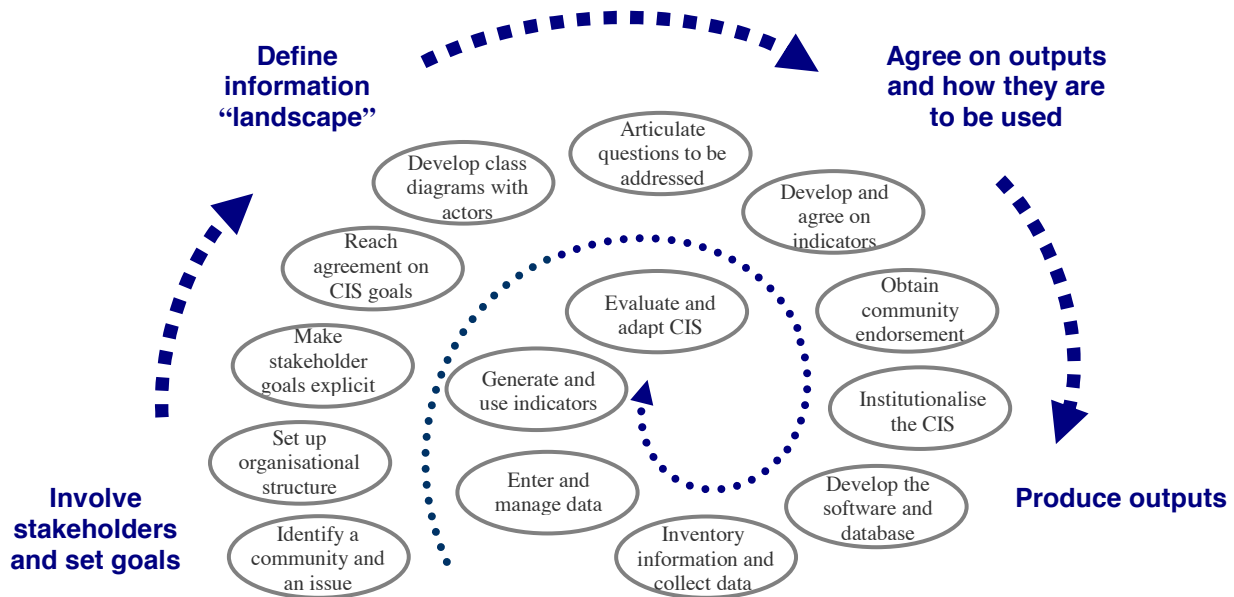 Define
information
“landscape”
Agree on outputs
and how they are
to be used
Involve
stakeholders
and set goals
Produce outputs
Identify a
community and
an issue
Set up
organisational
structure
Make
stakeholder
goals explicit
Reach
agreement on
CIS goals
Develop class
diagrams with
actors
Articulate
questions to be
addressed
Develop and
agree on
indicators
Obtain
community
endorsement
Institutionalise
the CIS
Develop the
software and
database
Inventory
information and
collect data
Enter and
manage data
Generate and
use indicators
Evaluate and
adapt CIS